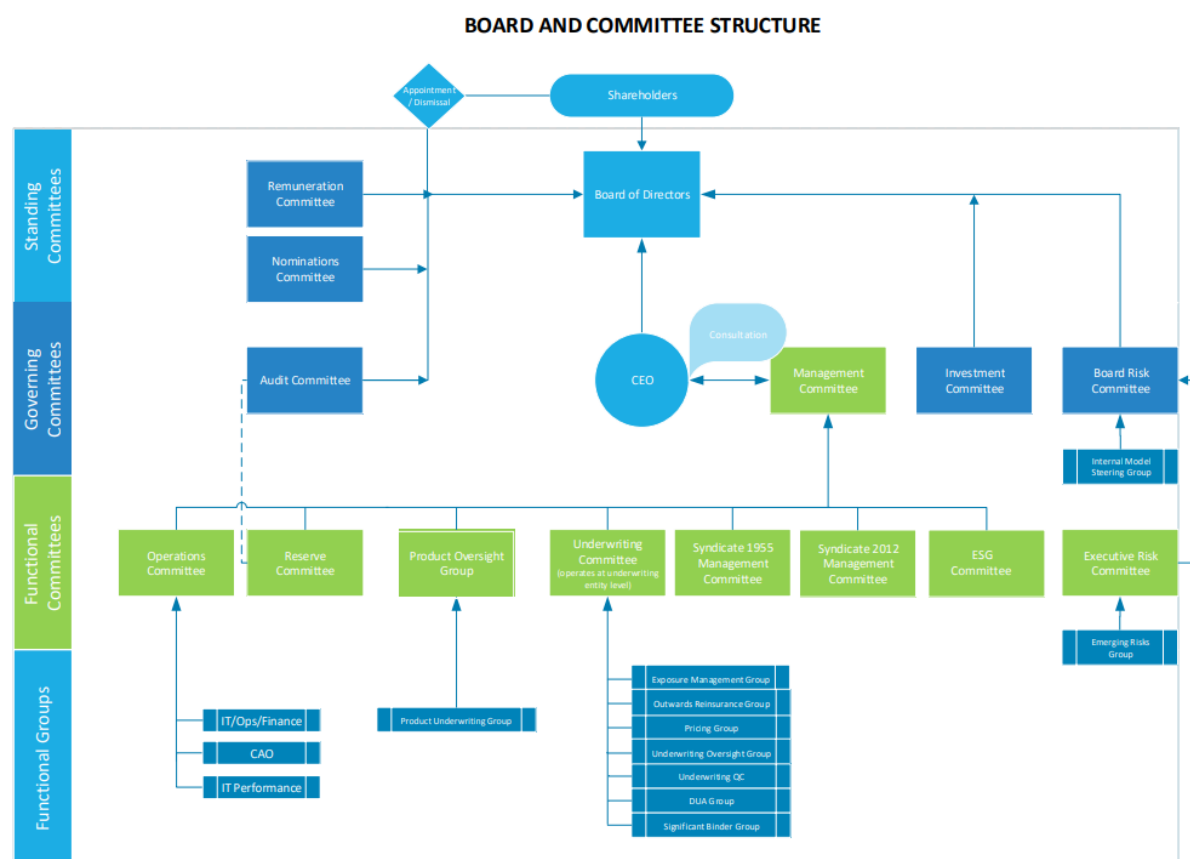 BOARD AND COMMITTEE STRUCTURE
Appointment
/ Dismissal
Shareholders
Standing
Committees
Remuneration
Committee
Board of Directors
Nominations
Committee
Governing
Committees
Consultation
Audit Committee
CEO
Management
Committee
Investment
Committee
Board Risk
Committee
Internal Model
Steering Group
Functional
Committees
Operations
Committee
Reserve
Committee
Product Oversight
Group
Underwriting
Committee
(operates at underwriting
entity level)
Syndicate 1955
Management
Committee
Syndicate 2012
Management
Committee
ESG
Committee
Executive Risk
Committee
Emerging Risks
Group
Functional Groups
IT/Ops/Finance
CAO
IT Performance
Product Underwriting Group
Exposure Management Group
Outwards Reinsurance Group
Pricing Group
Underwriting Oversight Group
Underwriting QC
DUA Group
Significant Binder Group